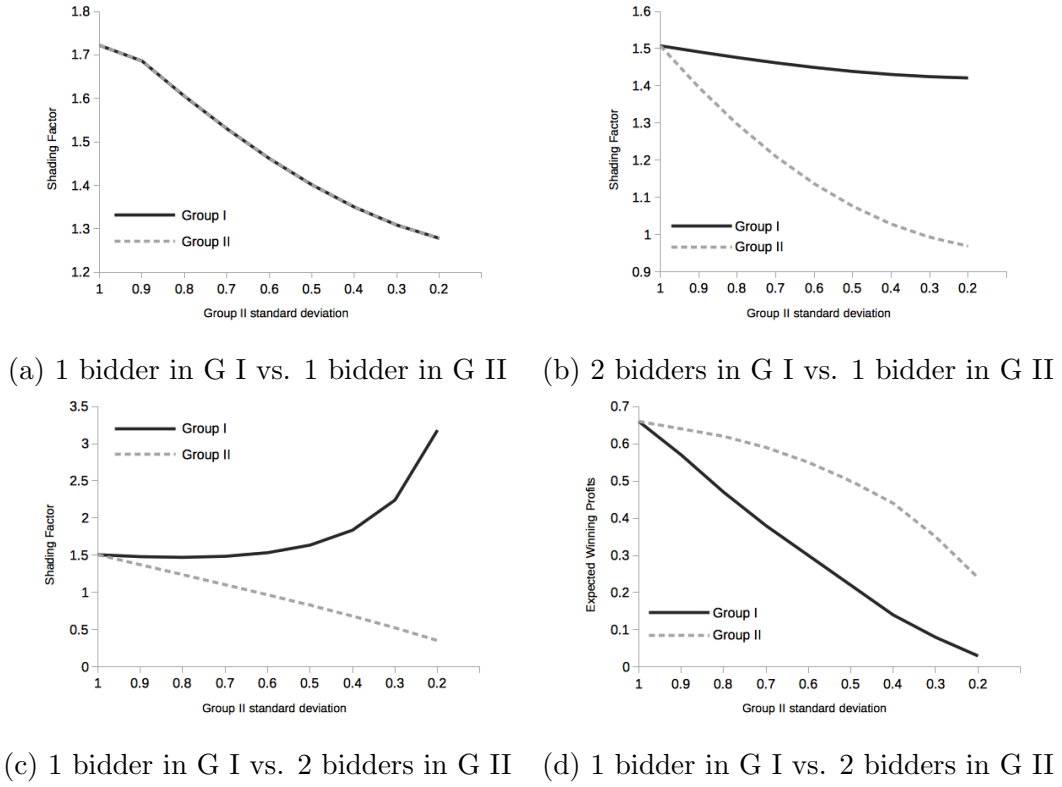 1.8
1.7
1.6
1.5
1.4
1.3
1.2
Shading Factor
Group I
Group II
1 0.9 0.8 0.7 0.6 0.5 0.4 0.3 0.2
Group II standard deviation
(a) 1 bidder in G I vs. 1 bidder in G II
1.6
1.5
1.4
1.3
1.2
1.1
1
0.9
Shading Factor
Group I
Group II
1 0.9 0.8 0.7 0.6 0.5 0.4 0.3 0.2
Group II standard deviation
(b) 2 bidders in G I vs. 1 bidder in G II
3.5
3
2.5
2
1.5
1
0.5
0
Shading Factor
Group I
Group II
1 0.9 0.8 0.7 0.6 0.5 0.4 0.3 0.2
Group II standard deviation
(c) 1 bidder in G I vs. 2 bidders in G II
0.7
0.6
0.5
0.4
0.3
0.2
0.1
0
Expected Winning Profits
Group I
Group II
1 0.9 0.8 0.7 0.6 0.5 0.4 0.3 0.2
Group II standard deviation
(d) 1 bidder in G I vs. 2 bidders in G II